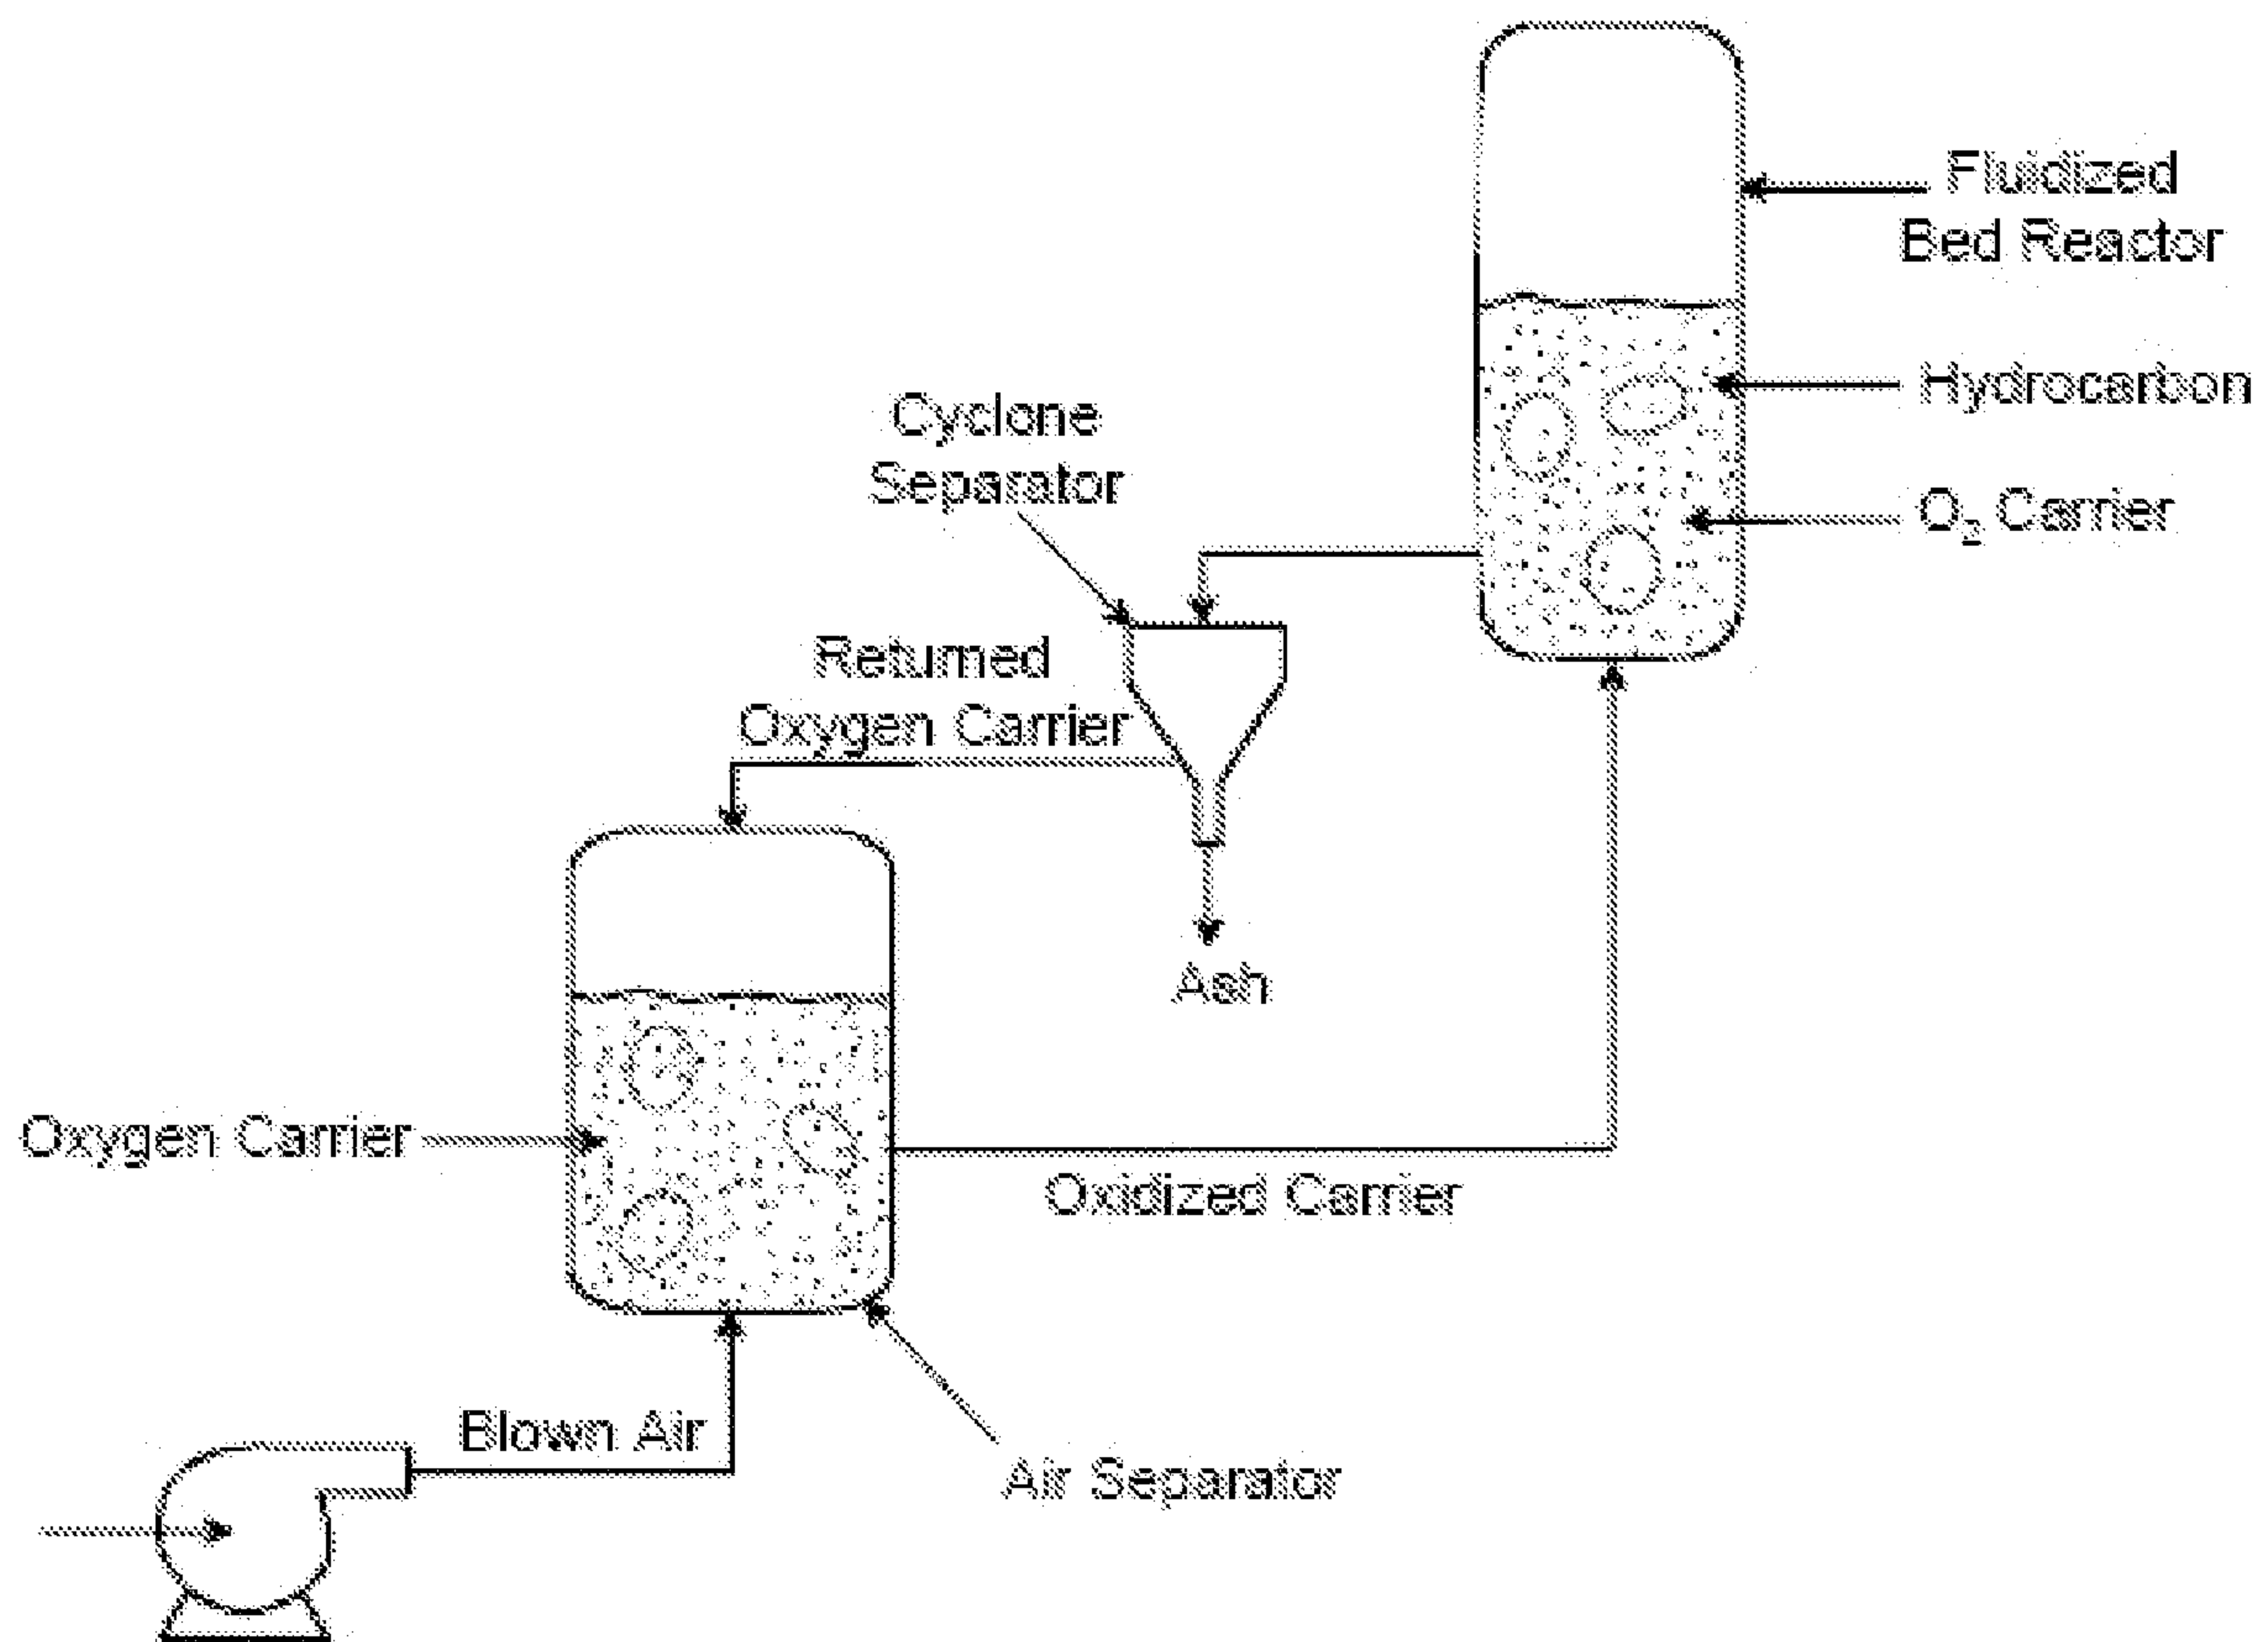 Fluidized
Bed Reactor
Hydrocarbon
Cyclone
Separator
O₂ Carrier
Returned
Oxygen Carrier
Ash
Oxygen Carrier
Oxidized Carrier
Blown Air
Air Separator